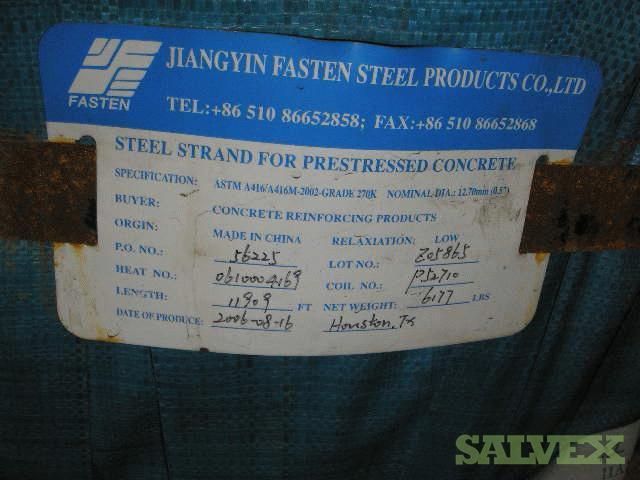 JIANGYIN FASTEN STEEL PRODUCTS CO.,LTD
FASTEN
TEL:+86 510 86652858; FAX:+86 510 86652868
STEEL STRAND FOR PRESTRESSED CONCRETE
SPECIFICATION: ASTM A416/A416M-2002-GRADE 270K NOMINAL DIA.: 12.70mm (0.5")
BUYER: CONCRETE REINFORCING PRODUCTS
ORGIN: MADE IN CHINA RELAXIATION: LOW
P.O. NO.: 56225 LOT NO.: Z05865
HEAT NO.: 0610004169 COIL NO.: P52710
LENGTH: 11909 FT NET WEIGHT: 6177 LBS
DATE OF PRODUCE: 2006-08-16 Houston, Tx
SALVEX